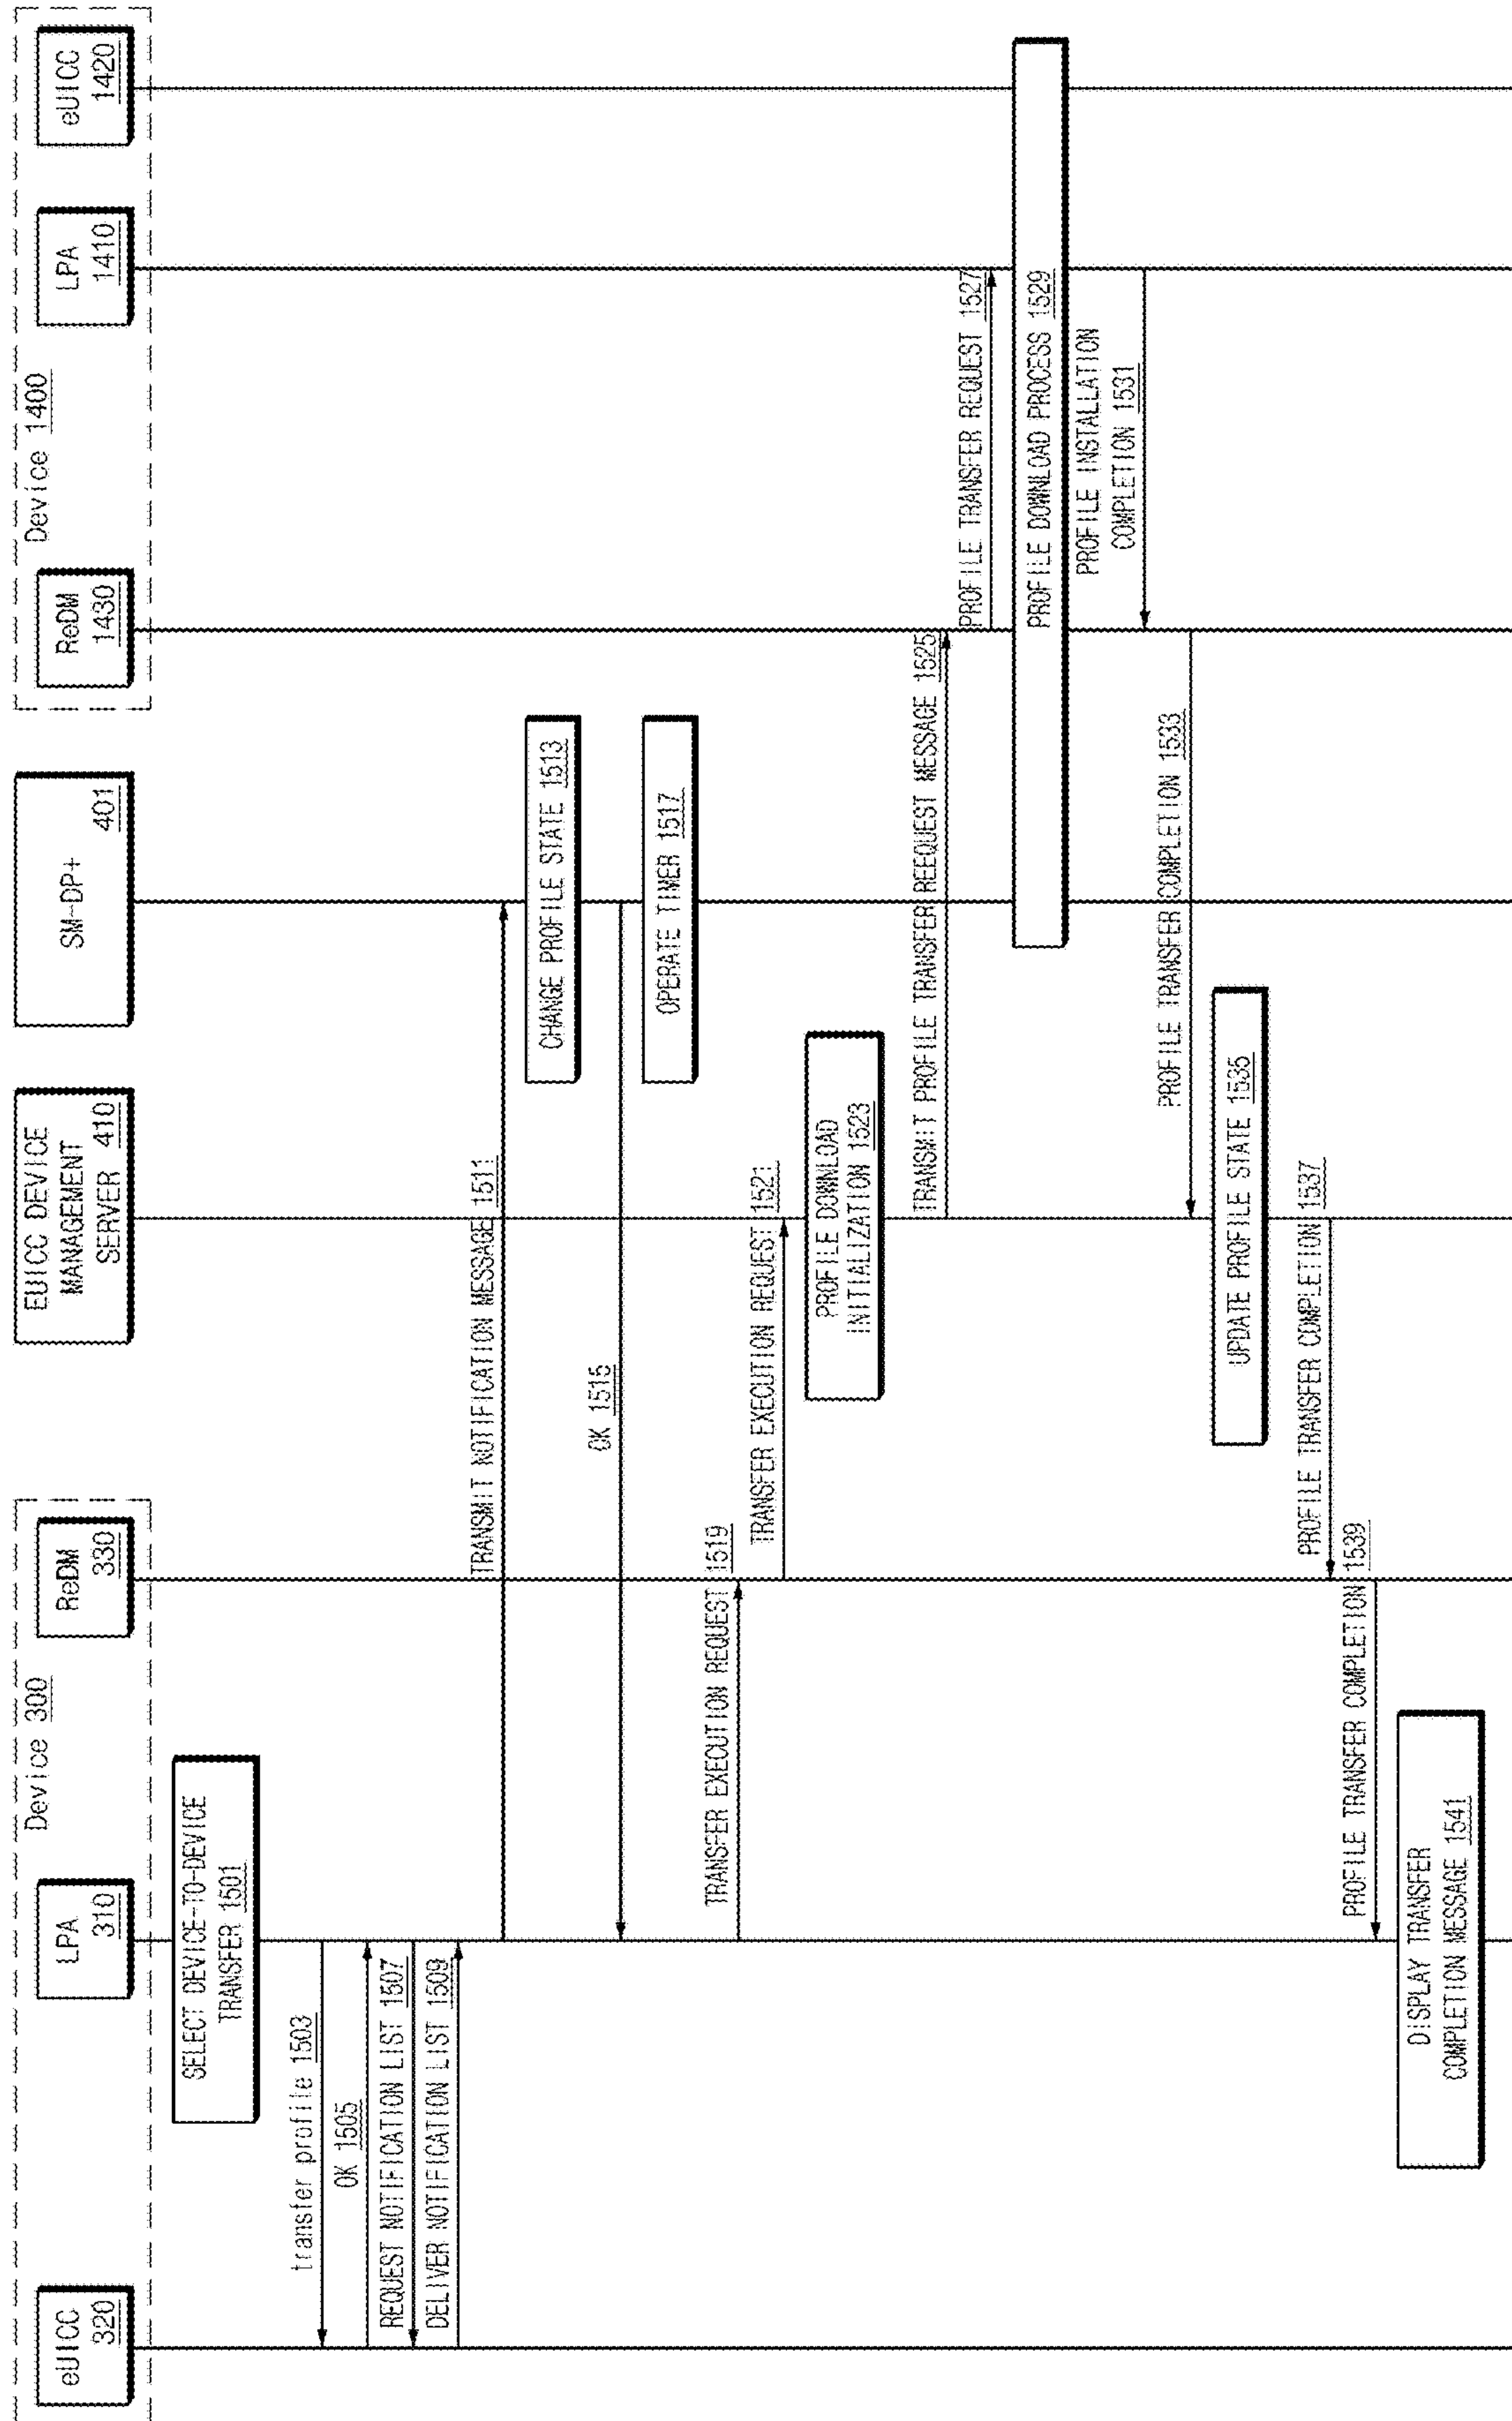 Device 300
eUICC
320
LPA
310
ReDM
330
EUICC DEVICE
MANAGEMENT
SERVER 410
SM-DP+
401
Device 1400
ReDM
1430
LPA
1410
eUICC
1420
SELECT DEVICE-TO-DEVICE
TRANSFER 1501
transfer profile 1503
OK 1505
REQUEST NOTIFICATION LIST 1507
DELIVER NOTIFICATION LIST 1509
TRANSMIT NOTIFICATION MESSAGE 1511
CHANGE PROFILE STATE 1513
OK 1515
OPERATE TIMER 1517
TRANSFER EXECUTION REQUEST 1519
TRANSFER EXECUTION REQUEST 1521
PROFILE DOWNLOAD
INITIALIZATION 1523
TRANSMIT PROFILE TRANSFER REEQUEST MESSAGE 1525
PROFILE TRANSFER REQUEST 1527
PROFILE DOWNLOAD PROCESS 1529
PROFILE INSTALLATION
COMPLETION 1531
PROFILE TRANSFER COMPLETION 1533
UPDATE PROFILE STATE 1535
PROFILE TRANSFER COMPLETION 1537
PROFILE TRANSFER COMPLETION 1539
DISPLAY TRANSFER
COMPLETION MESSAGE 1541